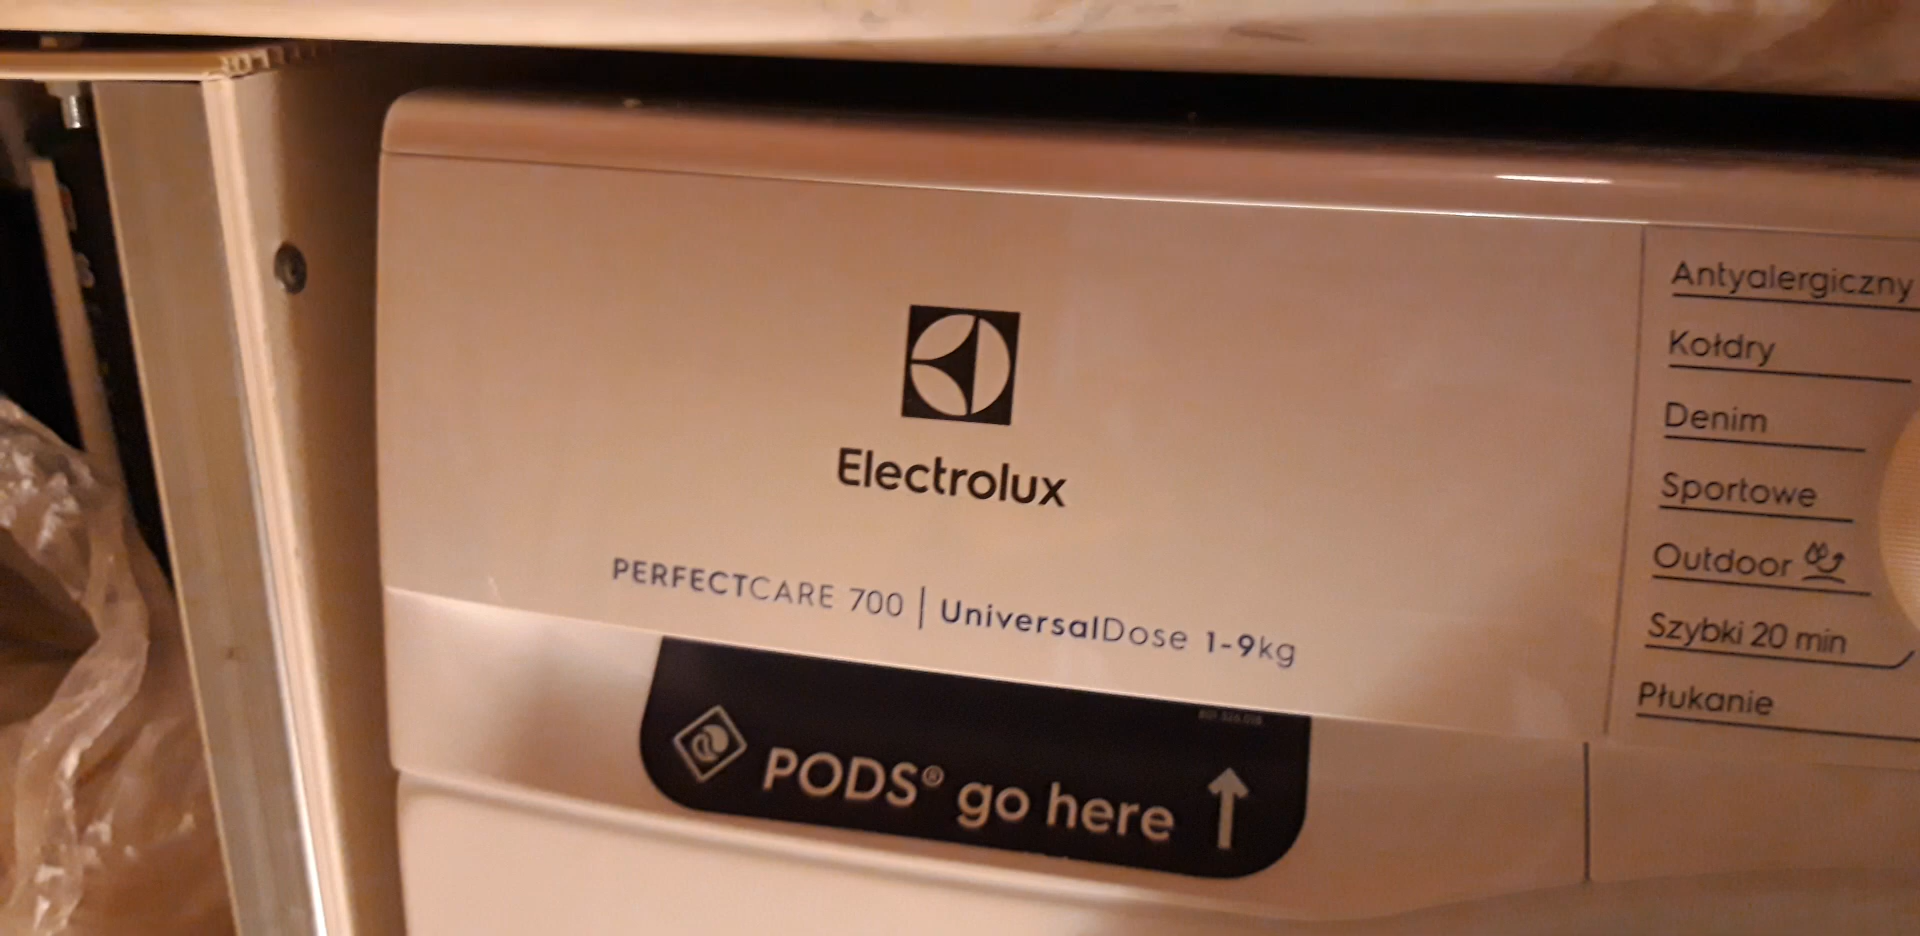 Electrolux
PERFECTCARE 700 | UniversalDose 1-9kg
PODS® go here
Antyalergiczny
Kołdry
Denim
Sportowe
Outdoor
Szybki 20 min
Płukanie